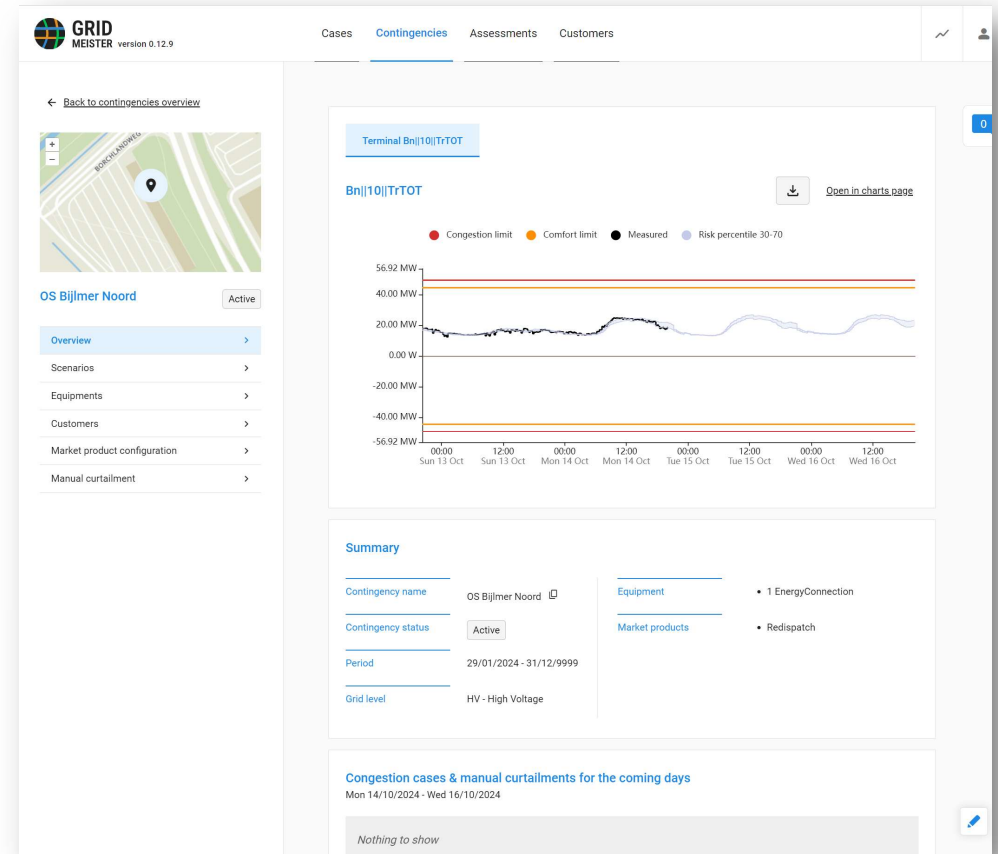 GRID
MEISTER version 0.12.9
Cases
Contingencies
Assessments
Customers
← Back to contingencies overview
+
−
BORCHLANDWEG
OS Bijlmer Noord
Active
Overview
Scenarios
Equipments
Customers
Market product configuration
Manual curtailment
0
Terminal Bn||10||TrTOT
Bn||10||TrTOT
Open in charts page
Congestion limit
Comfort limit
Measured
Risk percentile 30-70
56.92 MW
40.00 MW
20.00 MW
0.00 W
-20.00 MW
-40.00 MW
-56.92 MW
00:00 12:00 00:00 12:00 00:00 12:00 00:00 12:00
Sun 13 Oct Sun 13 Oct Mon 14 Oct Mon 14 Oct Tue 15 Oct Tue 15 Oct Wed 16 Oct Wed 16 Oct
Summary
Contingency name OS Bijlmer Noord
Contingency status Active
Period 29/01/2024 - 31/12/9999
Grid level HV - High Voltage
Equipment • 1 EnergyConnection
Market products • Redispatch
Congestion cases & manual curtailments for the coming days
Mon 14/10/2024 - Wed 16/10/2024
Nothing to show